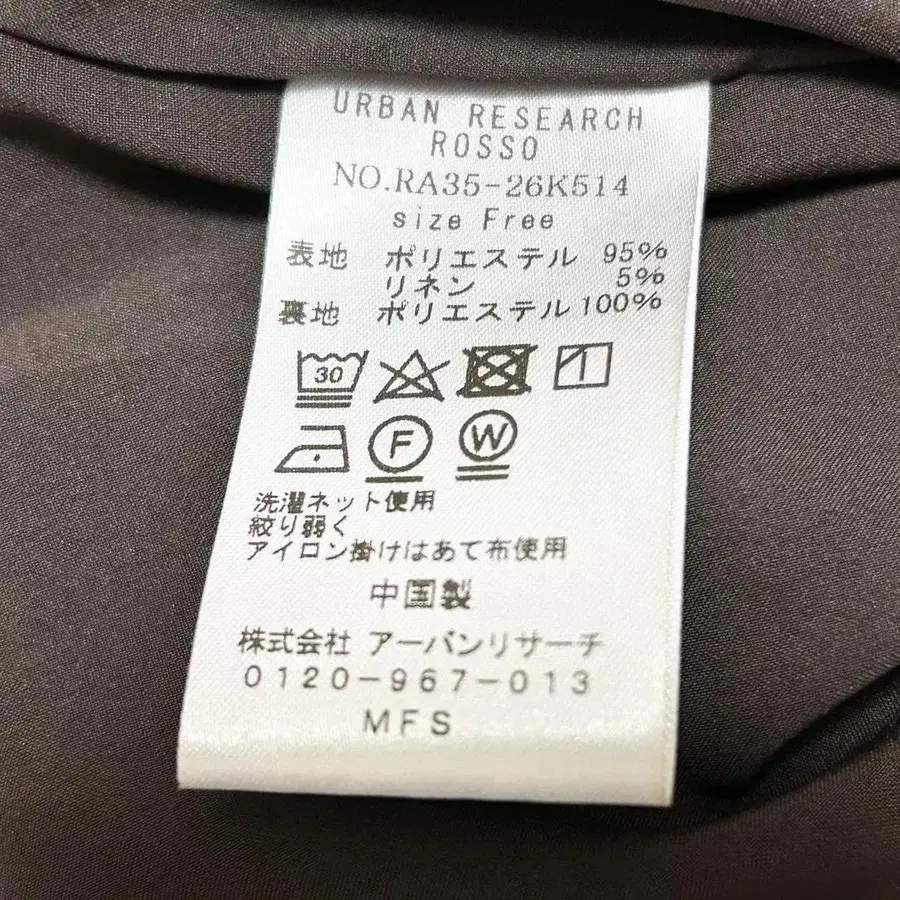 URBAN RESEARCH
ROSSO
NO.RA35-26K514
size Free
表地 ポリエステル 95%
リネン 5%
裏地 ポリエステル 100%
30
F W
洗濯ネット使用
絞り弱く
アイロン掛けはあて布使用
中国製
株式会社 アーバンリサーチ
0120-967-013
MFS